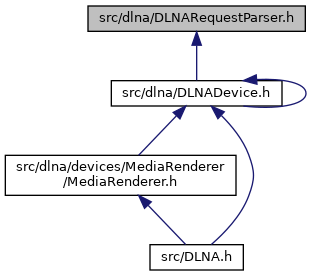 src/dlna/DLNARequestParser.h
src/dlna/DLNADevice.h
src/dlna/devices/MediaRenderer
/MediaRenderer.h
src/DLNA.h